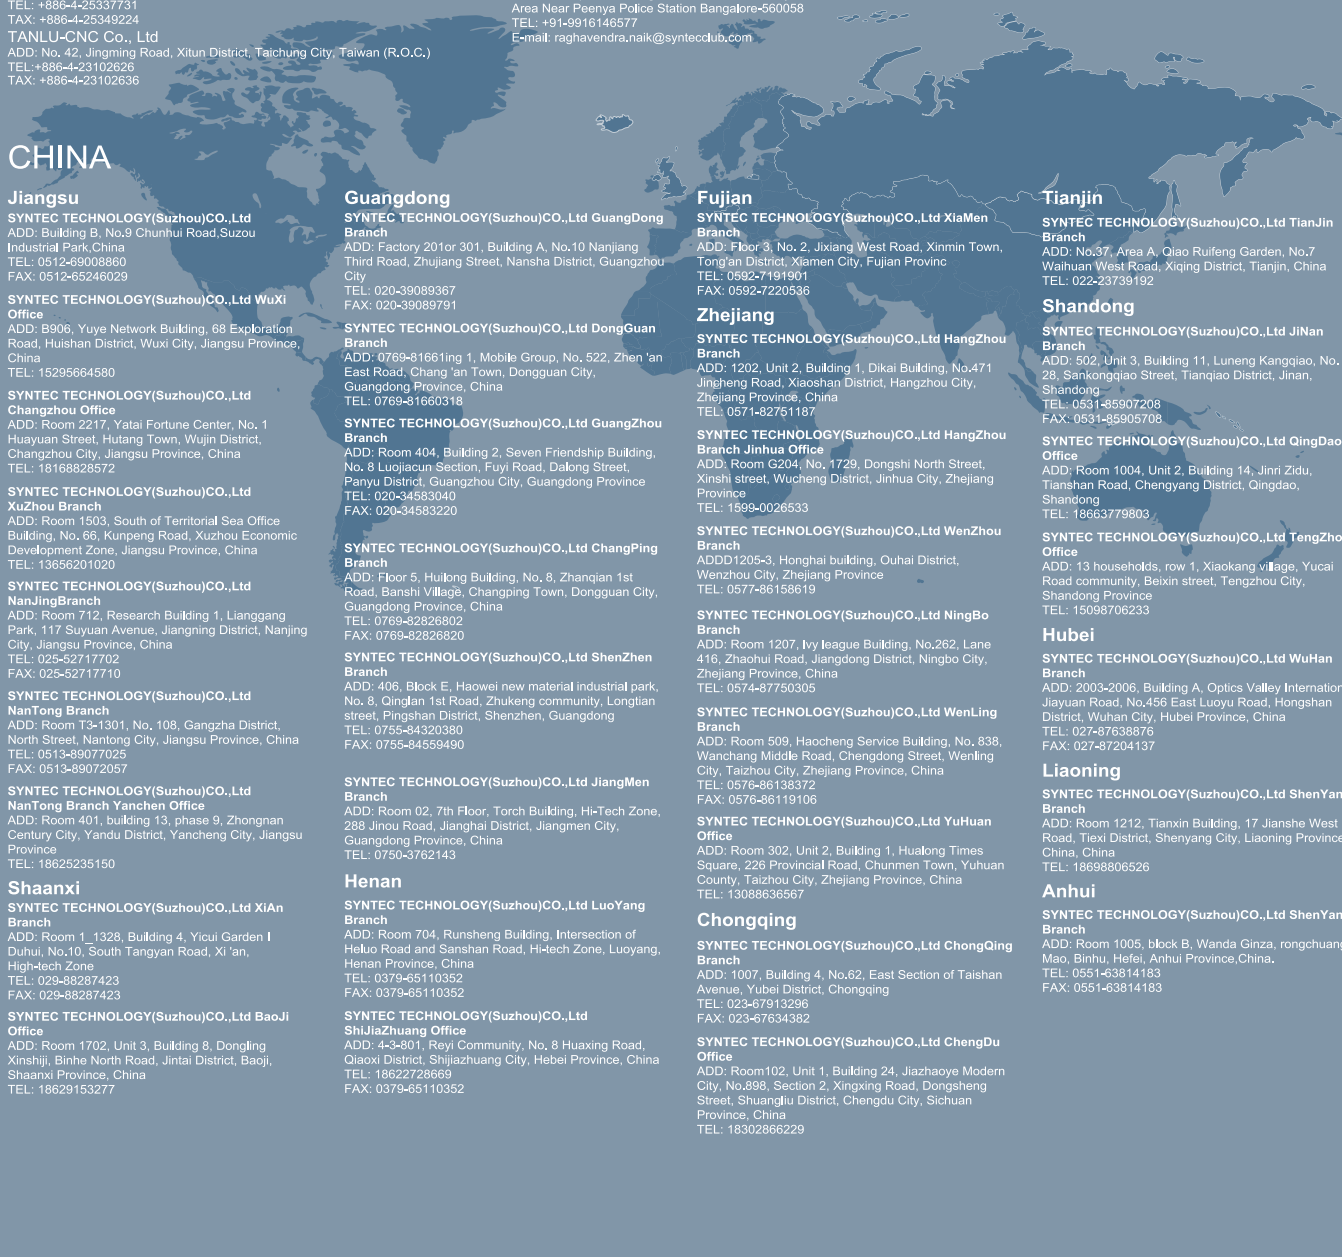 TEL: +886-4-25337731
TAX: +886-4-25349224
TANLU-CNC Co., Ltd
ADD: No. 42, Jingming Road, Xitun District, Taichung City, Taiwan (R.O.C.)
TEL:+886-4-23102626
TAX: +886-4-23102636
Area Near Peenya Police Station Bangalore-560058
TEL: +91-9916146577
E-mail: raghavendra.naik@syntecclub.com
CHINA
Jiangsu
SYNTEC TECHNOLOGY(Suzhou)CO.,Ltd
ADD: Building B, No.9 Chunhui Road,Suzou
Industrial Park,China
TEL: 0512-69008860
FAX: 0512-65246029
SYNTEC TECHNOLOGY(Suzhou)CO.,Ltd WuXi
Office
ADD: B906, Yuye Network Building, 68 Exploration
Road, Huishan District, Wuxi City, Jiangsu Province,
China
TEL: 15295664580
SYNTEC TECHNOLOGY(Suzhou)CO.,Ltd
Changzhou Office
ADD: Room 2217, Yatai Fortune Center, No. 1
Huayuan Street, Hutang Town, Wujin District,
Changzhou City, Jiangsu Province, China
TEL: 18168828572
SYNTEC TECHNOLOGY(Suzhou)CO.,Ltd
XuZhou Branch
ADD: Room 1503, South of Territorial Sea Office
Building, No. 66, Kunpeng Road, Xuzhou Economic
Development Zone, Jiangsu Province, China
TEL: 13656201020
SYNTEC TECHNOLOGY(Suzhou)CO.,Ltd
NanJingBranch
ADD: Room 712, Research Building 1, Lianggang
Park, 117 Suyuan Avenue, Jiangning District, Nanjing
City, Jiangsu Province, China
TEL: 025-52717702
FAX: 025-52717710
SYNTEC TECHNOLOGY(Suzhou)CO.,Ltd
NanTong Branch
ADD: Room T3-1301, No. 108, Gangzha District,
North Street, Nantong City, Jiangsu Province, China
TEL: 0513-89077025
FAX: 0513-89072057
SYNTEC TECHNOLOGY(Suzhou)CO.,Ltd
NanTong Branch Yanchen Office
ADD: Room 401, building 13, phase 9, Zhongnan
Century City, Yandu District, Yancheng City, Jiangsu
Province
TEL: 18625235150
Shaanxi
SYNTEC TECHNOLOGY(Suzhou)CO.,Ltd XiAn
Branch
ADD: Room 1_1328, Building 4, Yicui Garden I
Duhui, No.10, South Tangyan Road, Xi 'an,
High-tech Zone
TEL: 029-88287423
FAX: 029-88287423
SYNTEC TECHNOLOGY(Suzhou)CO.,Ltd BaoJi
Office
ADD: Room 1702, Unit 3, Building 8, Dongling
Xinshiji, Binhe North Road, Jintai District, Baoji,
Shaanxi Province, China
TEL: 18629153277
Guangdong
SYNTEC TECHNOLOGY(Suzhou)CO.,Ltd GuangDong
Branch
ADD: Factory 201or 301, Building A, No.10 Nanjiang
Third Road, Zhujiang Street, Nansha District, Guangzhou
City
TEL: 020-39089367
FAX: 020-39089791
SYNTEC TECHNOLOGY(Suzhou)CO.,Ltd DongGuan
Branch
ADD: 0769-81661ing 1, Mobile Group, No. 522, Zhen 'an
East Road, Chang 'an Town, Dongguan City,
Guangdong Province, China
TEL: 0769-81660318
SYNTEC TECHNOLOGY(Suzhou)CO.,Ltd GuangZhou
Branch
ADD: Room 404, Building 2, Seven Friendship Building,
No. 8 Luojiacun Section, Fuyi Road, Dalong Street,
Panyu District, Guangzhou City, Guangdong Province
TEL: 020-34583040
FAX: 020-34583220
SYNTEC TECHNOLOGY(Suzhou)CO.,Ltd ChangPing
Branch
ADD: Floor 5, Huilong Building, No. 8, Zhanqian 1st
Road, Banshi Village, Changping Town, Dongguan City,
Guangdong Province, China
TEL: 0769-82826802
FAX: 0769-82826820
SYNTEC TECHNOLOGY(Suzhou)CO.,Ltd ShenZhen
Branch
ADD: 406, Block E, Haowei new material industrial park,
No. 8, Qinglan 1st Road, Zhukeng community, Longtian
street, Pingshan District, Shenzhen, Guangdong
TEL: 0755-84320380
FAX: 0755-84559490
SYNTEC TECHNOLOGY(Suzhou)CO.,Ltd JiangMen
Branch
ADD: Room 02, 7th Floor, Torch Building, Hi-Tech Zone,
288 Jinou Road, Jianghai District, Jiangmen City,
Guangdong Province, China
TEL: 0750-3762143
Henan
SYNTEC TECHNOLOGY(Suzhou)CO.,Ltd LuoYang
Branch
ADD: Room 704, Runsheng Building, Intersection of
Heluo Road and Sanshan Road, Hi-tech Zone, Luoyang,
Henan Province, China
TEL: 0379-65110352
FAX: 0379-65110352
SYNTEC TECHNOLOGY(Suzhou)CO.,Ltd
ShiJiaZhuang Office
ADD: 4-3-801, Reyi Community, No. 8 Huaxing Road,
Qiaoxi District, Shijiazhuang City, Hebei Province, China
TEL: 18622728669
FAX: 0379-65110352
Fujian
SYNTEC TECHNOLOGY(Suzhou)CO.,Ltd XiaMen
Branch
ADD: Floor 3, No. 2, Jixiang West Road, Xinmin Town,
Tong'an District, Xiamen City, Fujian Provinc
TEL: 0592-7191901
FAX: 0592-7220536
Zhejiang
SYNTEC TECHNOLOGY(Suzhou)CO.,Ltd HangZhou
Branch
ADD: 1202, Unit 2, Building 1, Dikai Building, No.471
Jincheng Road, Xiaoshan District, Hangzhou City,
Zhejiang Province, China
TEL: 0571-82751187
SYNTEC TECHNOLOGY(Suzhou)CO.,Ltd HangZhou
Branch Jinhua Office
ADD: Room G204, No. 1729, Dongshi North Street,
Xinshi street, Wucheng District, Jinhua City, Zhejiang
Province
TEL: 1599-0026533
SYNTEC TECHNOLOGY(Suzhou)CO.,Ltd WenZhou
Branch
ADDD1205-3, Honghai building, Ouhai District,
Wenzhou City, Zhejiang Province
TEL: 0577-86158619
SYNTEC TECHNOLOGY(Suzhou)CO.,Ltd NingBo
Branch
ADD: Room 1207, Ivy league Building, No.262, Lane
416, Zhaohui Road, Jiangdong District, Ningbo City,
Zhejiang Province, China
TEL: 0574-87750305
SYNTEC TECHNOLOGY(Suzhou)CO.,Ltd WenLing
Branch
ADD: Room 509, Haocheng Service Building, No. 838,
Wanchang Middle Road, Chengdong Street, Wenling
City, Taizhou City, Zhejiang Province, China
TEL: 0576-86138372
FAX: 0576-86119106
SYNTEC TECHNOLOGY(Suzhou)CO.,Ltd YuHuan
Office
ADD: Room 302, Unit 2, Building 1, Hualong Times
Square, 226 Provincial Road, Chunmen Town, Yuhuan
County, Taizhou City, Zhejiang Province, China
TEL: 13088636567
Chongqing
SYNTEC TECHNOLOGY(Suzhou)CO.,Ltd ChongQing
Branch
ADD: 1007, Building 4, No.62, East Section of Taishan
Avenue, Yubei District, Chongqing
TEL: 023-67913296
FAX: 023-67634382
SYNTEC TECHNOLOGY(Suzhou)CO.,Ltd ChengDu
Office
ADD: Room102, Unit 1, Building 24, Jiazhaoye Modern
City, No.898, Section 2, Xingxing Road, Dongsheng
Street, Shuangliu District, Chengdu City, Sichuan
Province, China
TEL: 18302866229
Tianjin
SYNTEC TECHNOLOGY(Suzhou)CO.,Ltd TianJin
Branch
ADD: No.37, Area A, Qiao Ruifeng Garden, No.7
Waihuan West Road, Xiqing District, Tianjin, China
TEL: 022-23739192
Shandong
SYNTEC TECHNOLOGY(Suzhou)CO.,Ltd JiNan
Branch
ADD: 502, Unit 3, Building 11, Luneng Kangqiao, No.
28, Sankongqiao Street, Tianqiao District, Jinan,
Shandong
TEL: 0531-85907208
FAX: 0531-85905708
SYNTEC TECHNOLOGY(Suzhou)CO.,Ltd QingDao
Office
ADD: Room 1004, Unit 2, Building 14, Jinri Zidu,
Tianshan Road, Chengyang District, Qingdao,
Shandong
TEL: 18663779803
SYNTEC TECHNOLOGY(Suzhou)CO.,Ltd TengZho
Office
ADD: 13 households, row 1, Xiaokang village, Yucai
Road community, Beixin street, Tengzhou City,
Shandong Province
TEL: 15098706233
Hubei
SYNTEC TECHNOLOGY(Suzhou)CO.,Ltd WuHan
Branch
ADD: 2003-2006, Building A, Optics Valley Internation
Jiayuan Road, No.456 East Luoyu Road, Hongshan
District, Wuhan City, Hubei Province, China
TEL: 027-87638876
FAX: 027-87204137
Liaoning
SYNTEC TECHNOLOGY(Suzhou)CO.,Ltd ShenYan
Branch
ADD: Room 1212, Tianxin Building, 17 Jianshe West
Road, Tiexi District, Shenyang City, Liaoning Province
China, China
TEL: 18698806526
Anhui
SYNTEC TECHNOLOGY(Suzhou)CO.,Ltd ShenYan
Branch
ADD: Room 1005, block B, Wanda Ginza, rongchuang
Mao, Binhu, Hefei, Anhui Province,China.
TEL: 0551-63814183
FAX: 0551-63814183